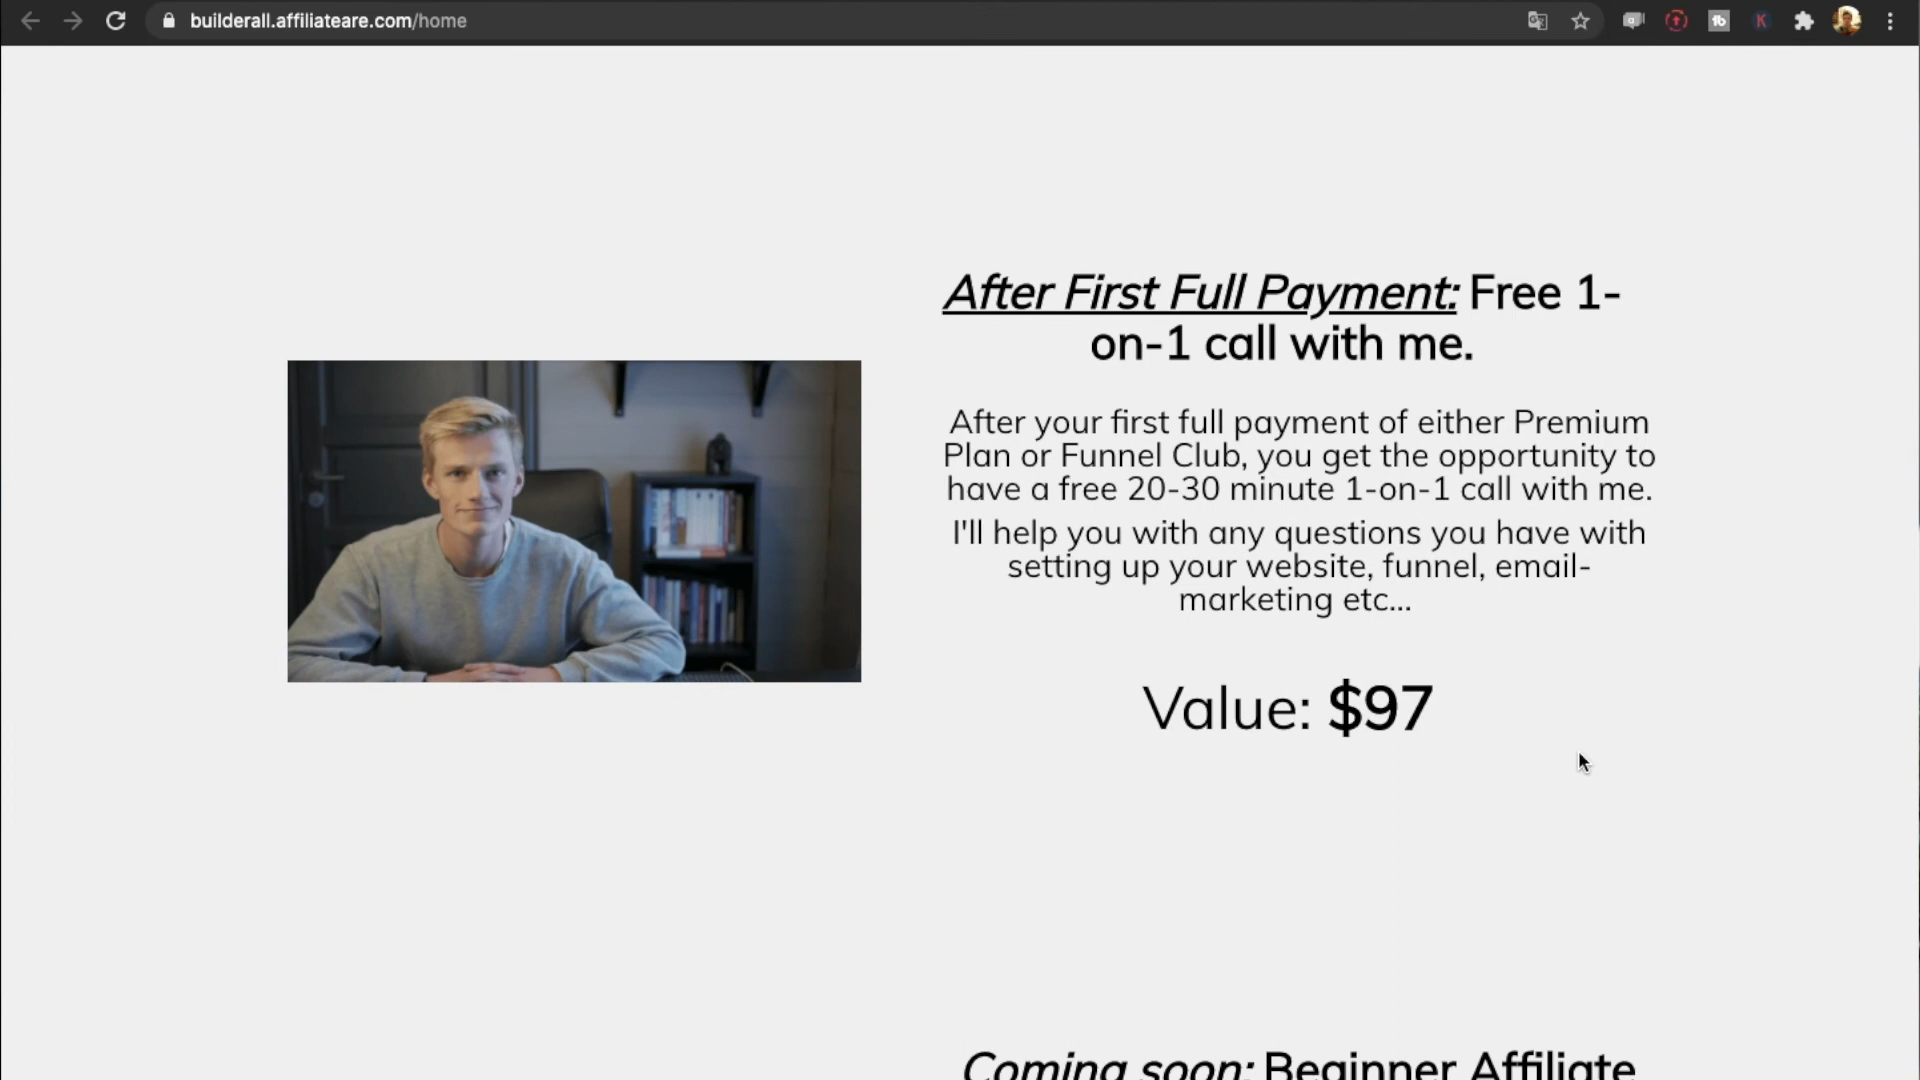 builderall.affiliateare.com/home
After First Full Payment: Free 1-
on-1 call with me.
After your first full payment of either Premium
Plan or Funnel Club, you get the opportunity to
have a free 20-30 minute 1-on-1 call with me.
I'll help you with any questions you have with
setting up your website, funnel, email-
marketing etc...
Value: $97
Coming soon: Beginner Affiliate